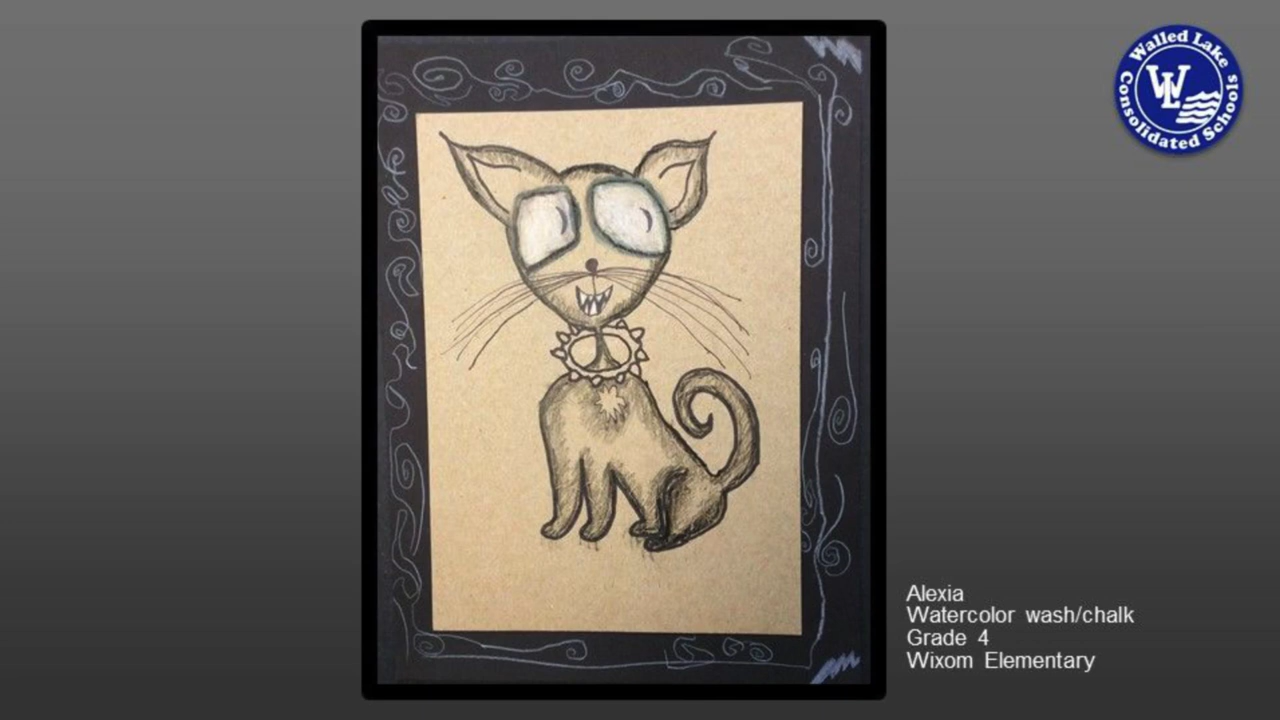 Walled Lake
Consolidated Schools
WL
Alexia
Watercolor wash/chalk
Grade 4
Wixom Elementary